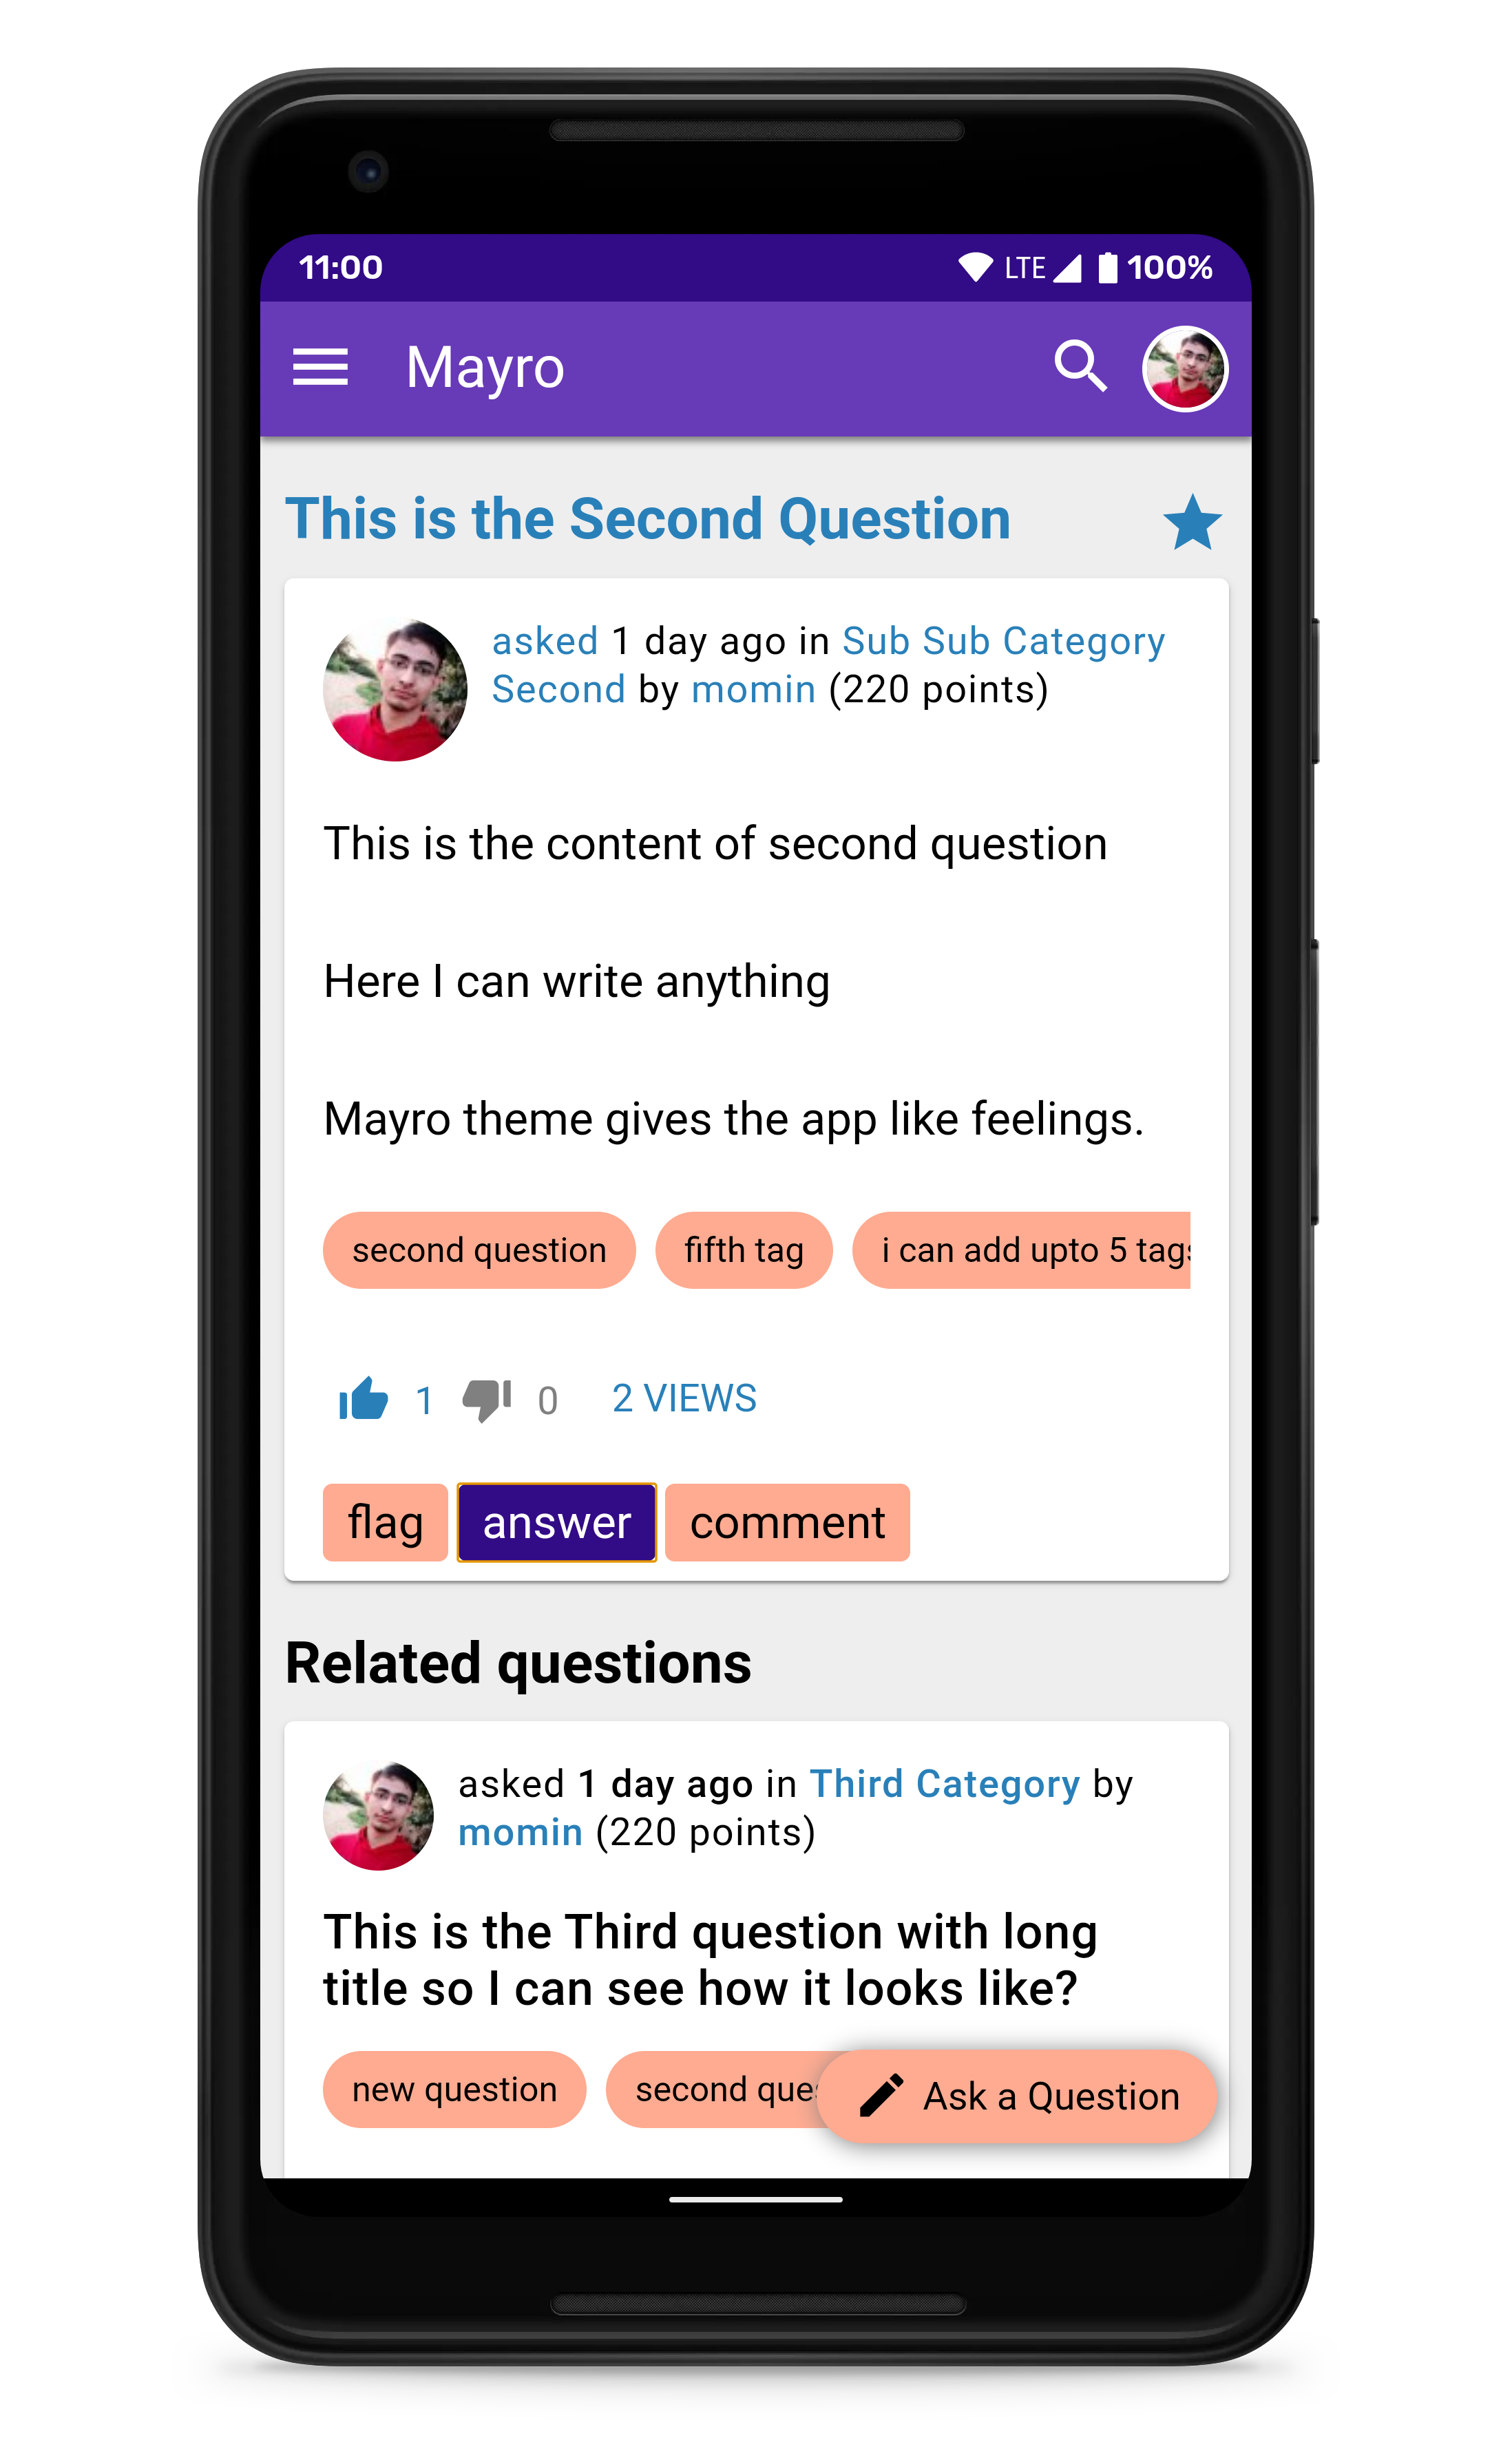 11:00 LTE 100%
Mayro
This is the Second Question
asked 1 day ago in Sub Sub Category
Second by momin (220 points)
This is the content of second question
Here I can write anything
Mayro theme gives the app like feelings.
second question fifth tag i can add upto 5 tags
1 0 2 VIEWS
flag answer comment
Related questions
asked 1 day ago in Third Category by
momin (220 points)
This is the Third question with long
title so I can see how it looks like?
new question second ques
Ask a Question